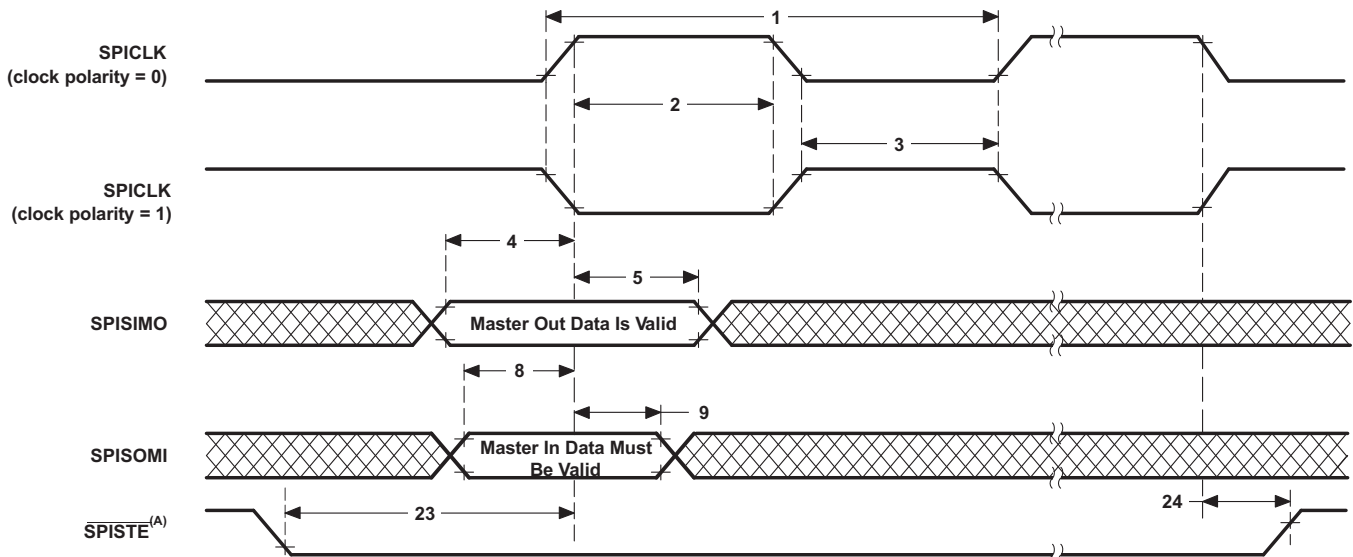 1
SPICLK
(clock polarity = 0)
2
3
SPICLK
(clock polarity = 1)
4
5
SPISIMO
Master Out Data Is Valid
8
9
SPISOMI
Master In Data Must
Be Valid
24
23
SPISTE(A)